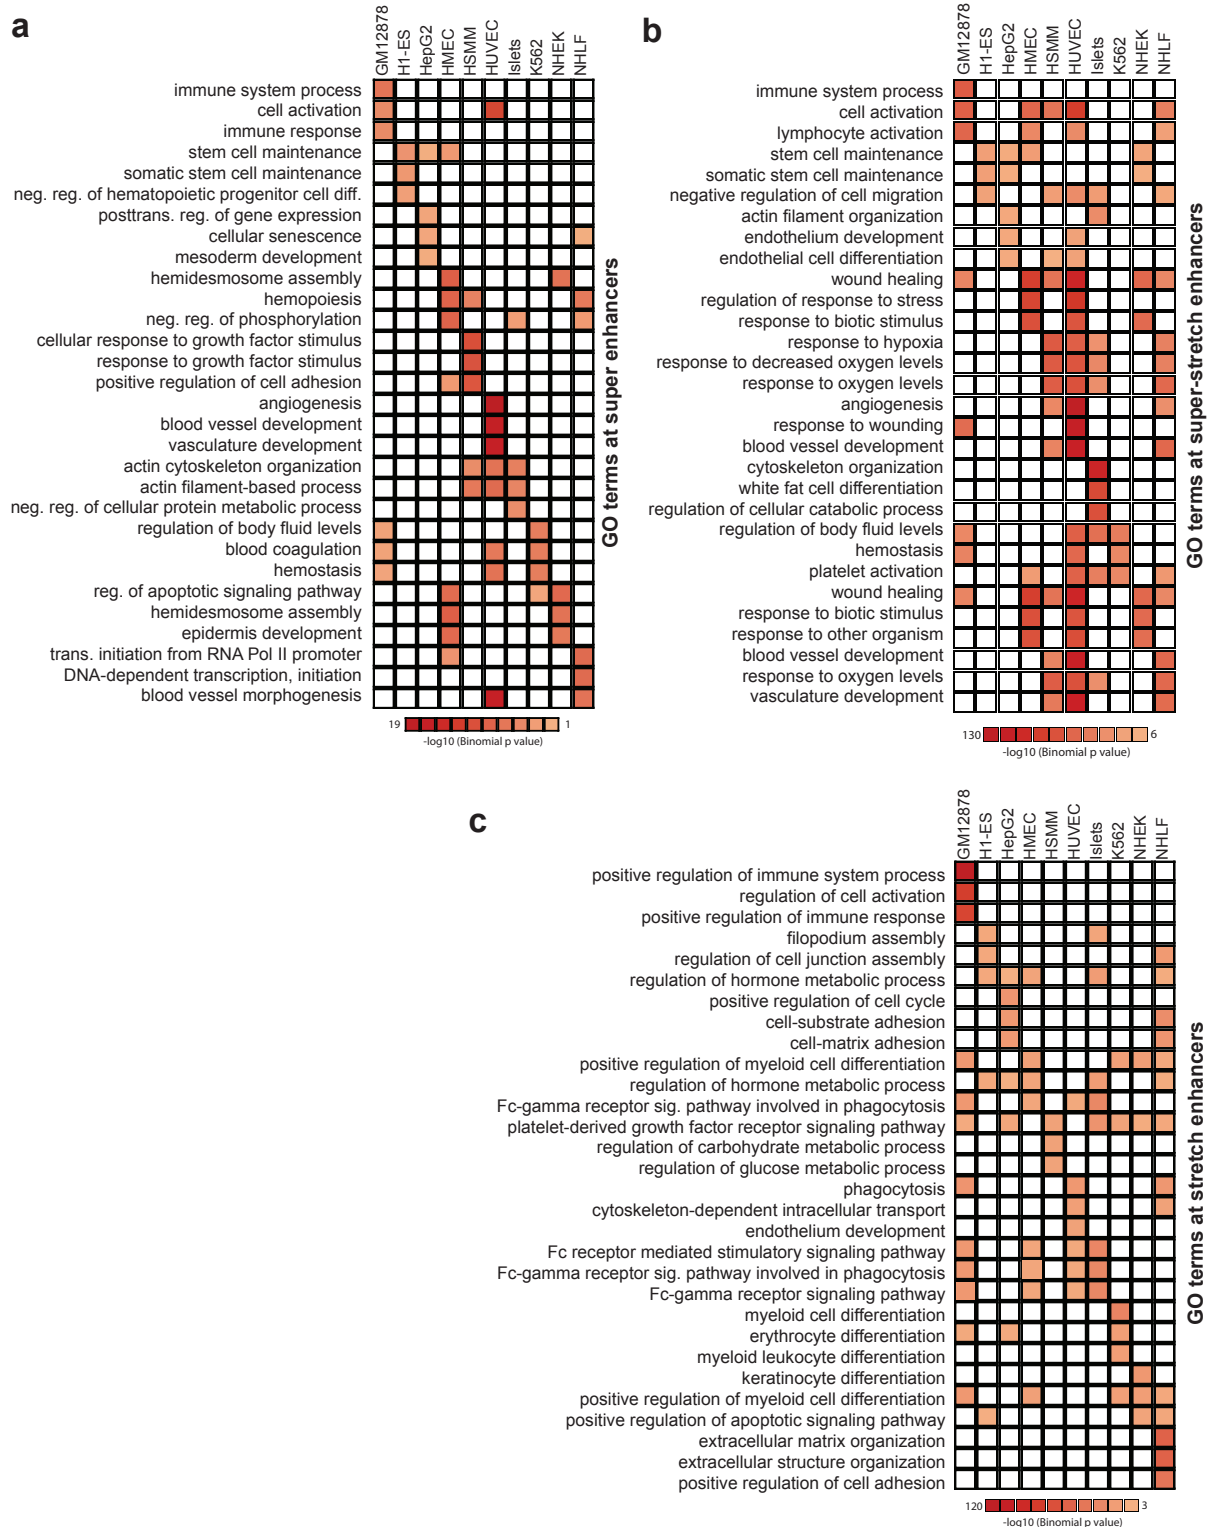 a
GM12878
H1-ES
HepG2
HMEC
HSMM
HUVEC
Islets
K562
NHEK
NHLF
immune system process
cell activation
immune response
stem cell maintenance
somatic stem cell maintenance
neg. reg. of hematopoietic progenitor cell diff.
posttrans. reg. of gene expression
cellular senescence
mesoderm development
hemidesmosome assembly
hemopoiesis
neg. reg. of phosphorylation
cellular response to growth factor stimulus
response to growth factor stimulus
positive regulation of cell adhesion
angiogenesis
blood vessel development
vasculature development
actin cytoskeleton organization
actin filament-based process
neg. reg. of cellular protein metabolic process
regulation of body fluid levels
blood coagulation
hemostasis
reg. of apoptotic signaling pathway
hemidesmosome assembly
epidermis development
trans. initiation from RNA Pol II promoter
DNA-dependent transcription, initiation
blood vessel morphogenesis
GO terms at super enhancers
19 1
-log10 (Binomial p value)
b
GM12878
H1-ES
HepG2
HMEC
HSMM
HUVEC
Islets
K562
NHEK
NHLF
immune system process
cell activation
lymphocyte activation
stem cell maintenance
somatic stem cell maintenance
negative regulation of cell migration
actin filament organization
endothelium development
endothelial cell differentiation
wound healing
regulation of response to stress
response to biotic stimulus
response to hypoxia
response to decreased oxygen levels
response to oxygen levels
angiogenesis
response to wounding
blood vessel development
cytoskeleton organization
white fat cell differentiation
regulation of cellular catabolic process
regulation of body fluid levels
hemostasis
platelet activation
wound healing
response to biotic stimulus
response to other organism
blood vessel development
response to oxygen levels
vasculature development
GO terms at super-stretch enhancers
130 6
-log10 (Binomial p value)
c
GM12878
H1-ES
HepG2
HMEC
HSMM
HUVEC
Islets
K562
NHEK
NHLF
positive regulation of immune system process
regulation of cell activation
positive regulation of immune response
filopodium assembly
regulation of cell junction assembly
regulation of hormone metabolic process
positive regulation of cell cycle
cell-substrate adhesion
cell-matrix adhesion
positive regulation of myeloid cell differentiation
regulation of hormone metabolic process
Fc-gamma receptor sig. pathway involved in phagocytosis
platelet-derived growth factor receptor signaling pathway
regulation of carbohydrate metabolic process
regulation of glucose metabolic process
phagocytosis
cytoskeleton-dependent intracellular transport
endothelium development
Fc receptor mediated stimulatory signaling pathway
Fc-gamma receptor sig. pathway involved in phagocytosis
Fc-gamma receptor signaling pathway
myeloid cell differentiation
erythrocyte differentiation
myeloid leukocyte differentiation
keratinocyte differentiation
positive regulation of myeloid cell differentiation
positive regulation of apoptotic signaling pathway
extracellular matrix organization
extracellular structure organization
positive regulation of cell adhesion
GO terms at stretch enhancers
120 3
-log10 (Binomial p value)